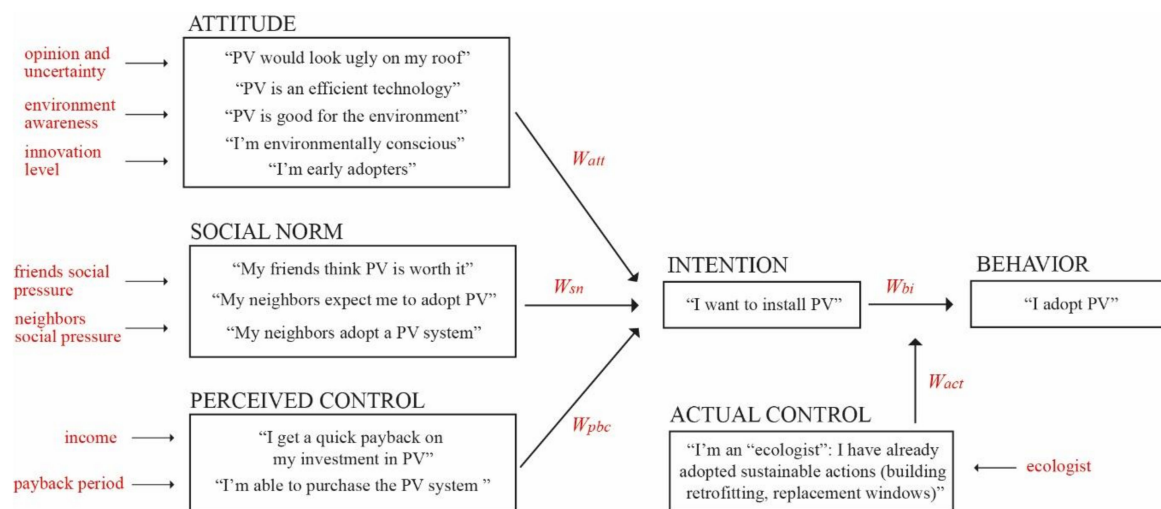 ATTITUDE
opinion and
uncertainty
environment
awareness
innovation
level
“PV would look ugly on my roof”
“PV is an efficient technology”
“PV is good for the environment”
“I’m environmentally conscious”
“I’m early adopters”
Watt
SOCIAL NORM
friends social
pressure
neighbors
social pressure
“My friends think PV is worth it”
“My neighbors expect me to adopt PV”
“My neighbors adopt a PV system”
Wsn
PERCEIVED CONTROL
income
payback period
“I get a quick payback on
my investment in PV”
“I’m able to purchase the PV system ”
Wpbc
INTENTION
“I want to install PV”
Wbi
BEHAVIOR
“I adopt PV”
Wact
ACTUAL CONTROL
“I’m an “ecologist”: I have already
adopted sustainable actions (building
retrofitting, replacement windows)”
ecologist